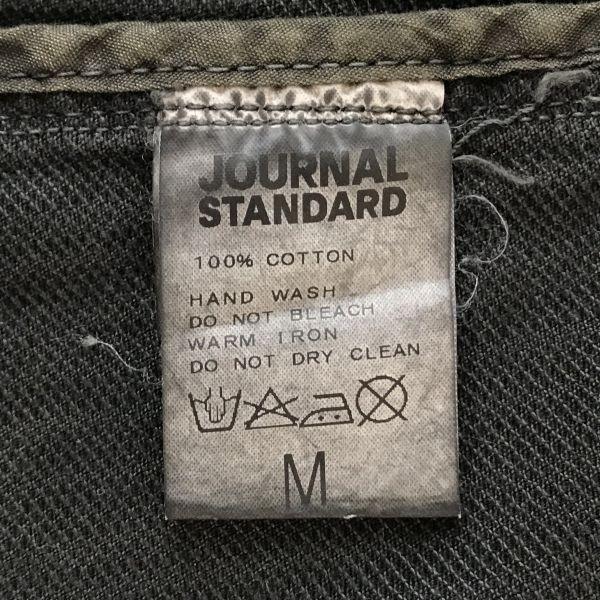 JOURNAL
STANDARD
100% COTTON
HAND WASH
DO NOT BLEACH
WARM IRON
DO NOT DRY CLEAN
M